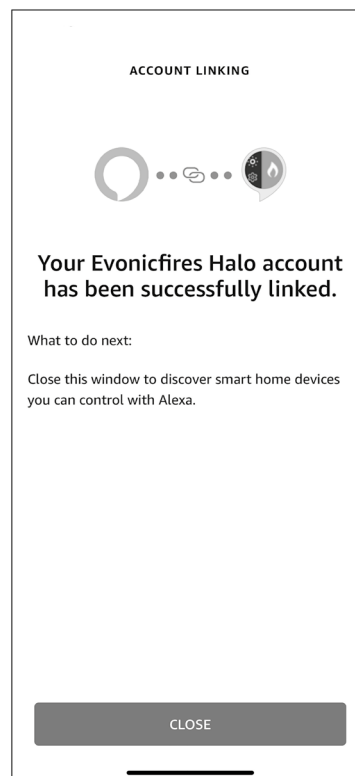 ACCOUNT LINKING
Your Evonicfires Halo account
has been successfully linked.
What to do next:
Close this window to discover smart home devices
you can control with Alexa.
CLOSE